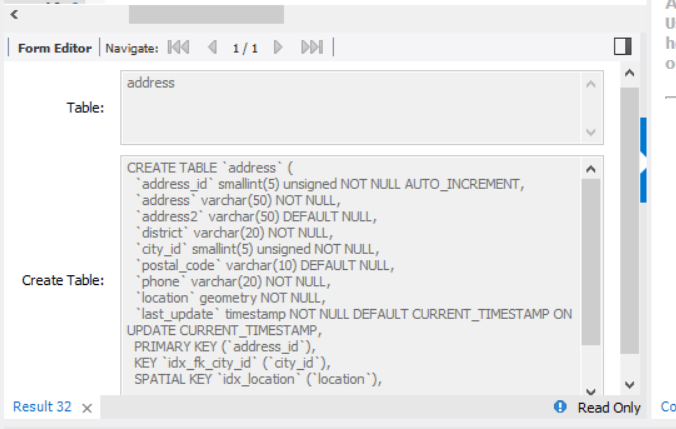 Form Editor Navigate: 1 / 1
address
Table:
CREATE TABLE `address` (
`address_id` smallint(5) unsigned NOT NULL AUTO_INCREMENT,
`address` varchar(50) NOT NULL,
`address2` varchar(50) DEFAULT NULL,
`district` varchar(20) NOT NULL,
`city_id` smallint(5) unsigned NOT NULL,
`postal_code` varchar(10) DEFAULT NULL,
Create Table:
`phone` varchar(20) NOT NULL,
`location` geometry NOT NULL,
`last_update` timestamp NOT NULL DEFAULT CURRENT_TIMESTAMP ON
UPDATE CURRENT_TIMESTAMP,
PRIMARY KEY (`address_id`),
KEY `idx_fk_city_id` (`city_id`),
SPATIAL KEY `idx_location` (`location`),
Result 32 Read Only